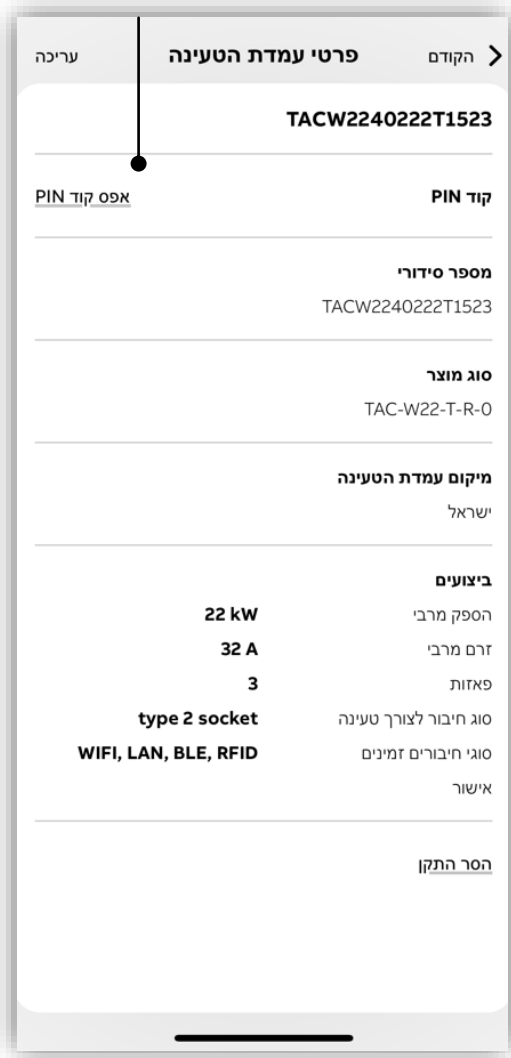 הקודם
פרטי עמדת הטעינה
עריכה
TACW2240222T1523
קוד PIN
אפס קוד PIN
מספר סידורי
TACW2240222T1523
סוג מוצר
TAC-W22-T-R-0
מיקום עמדת הטעינה
ישראל
ביצועים
הספק מרבי 22 kW
זרם מרבי 32 A
פאזות 3
סוג חיבור לצורך טעינה type 2 socket
סוגי חיבורים זמינים WIFI, LAN, BLE, RFID
אישור
הסר התקן